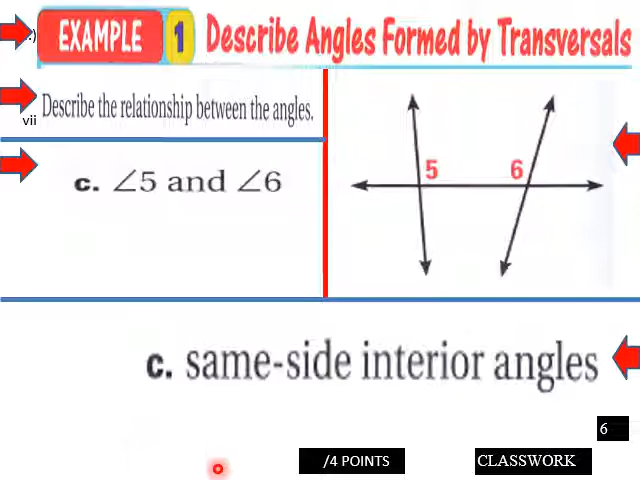 .)
EXAMPLE 1 Describe Angles Formed by Transversals
Describe the relationship between the angles.
vii
c. ∠5 and ∠6
5 6
c. same-side interior angles
6
/4 POINTS
CLASSWORK